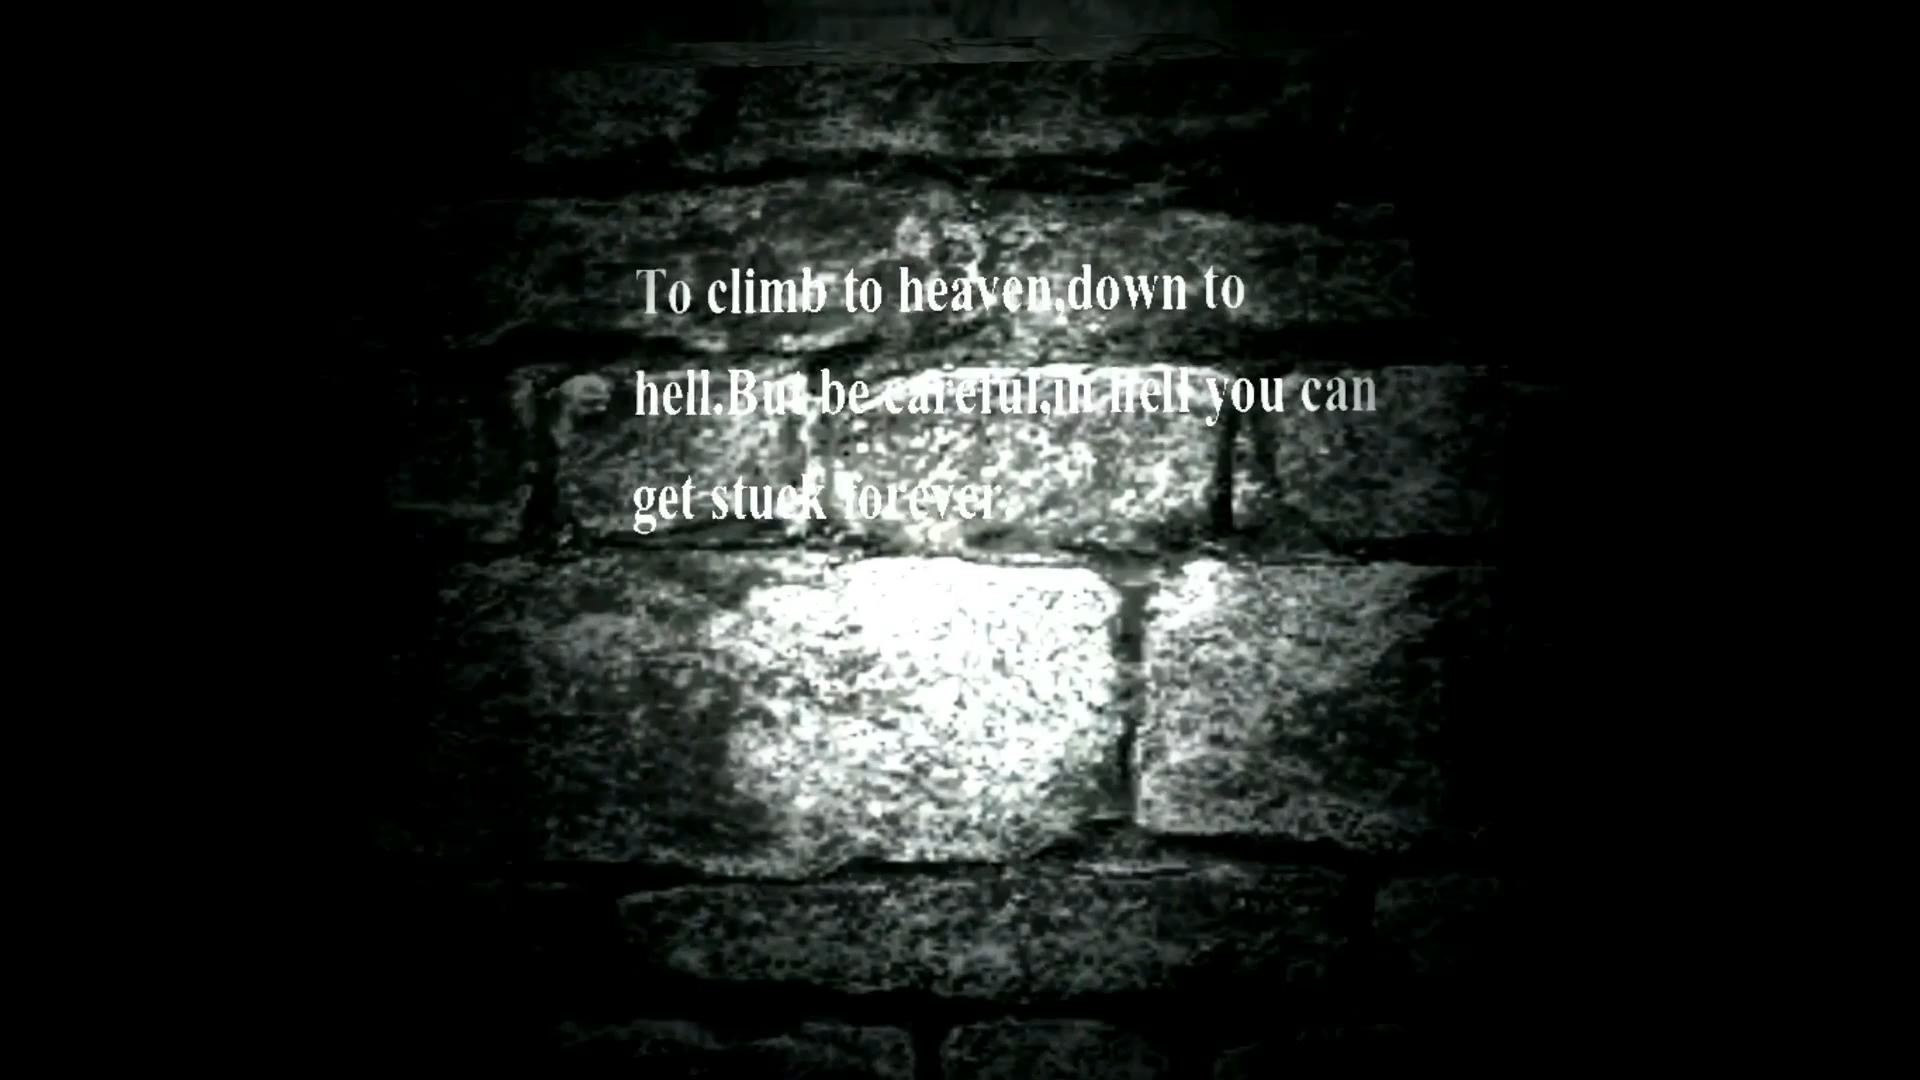 To climb to heaven,down to
hell.But be careful,in hell you can
get stuck forever.